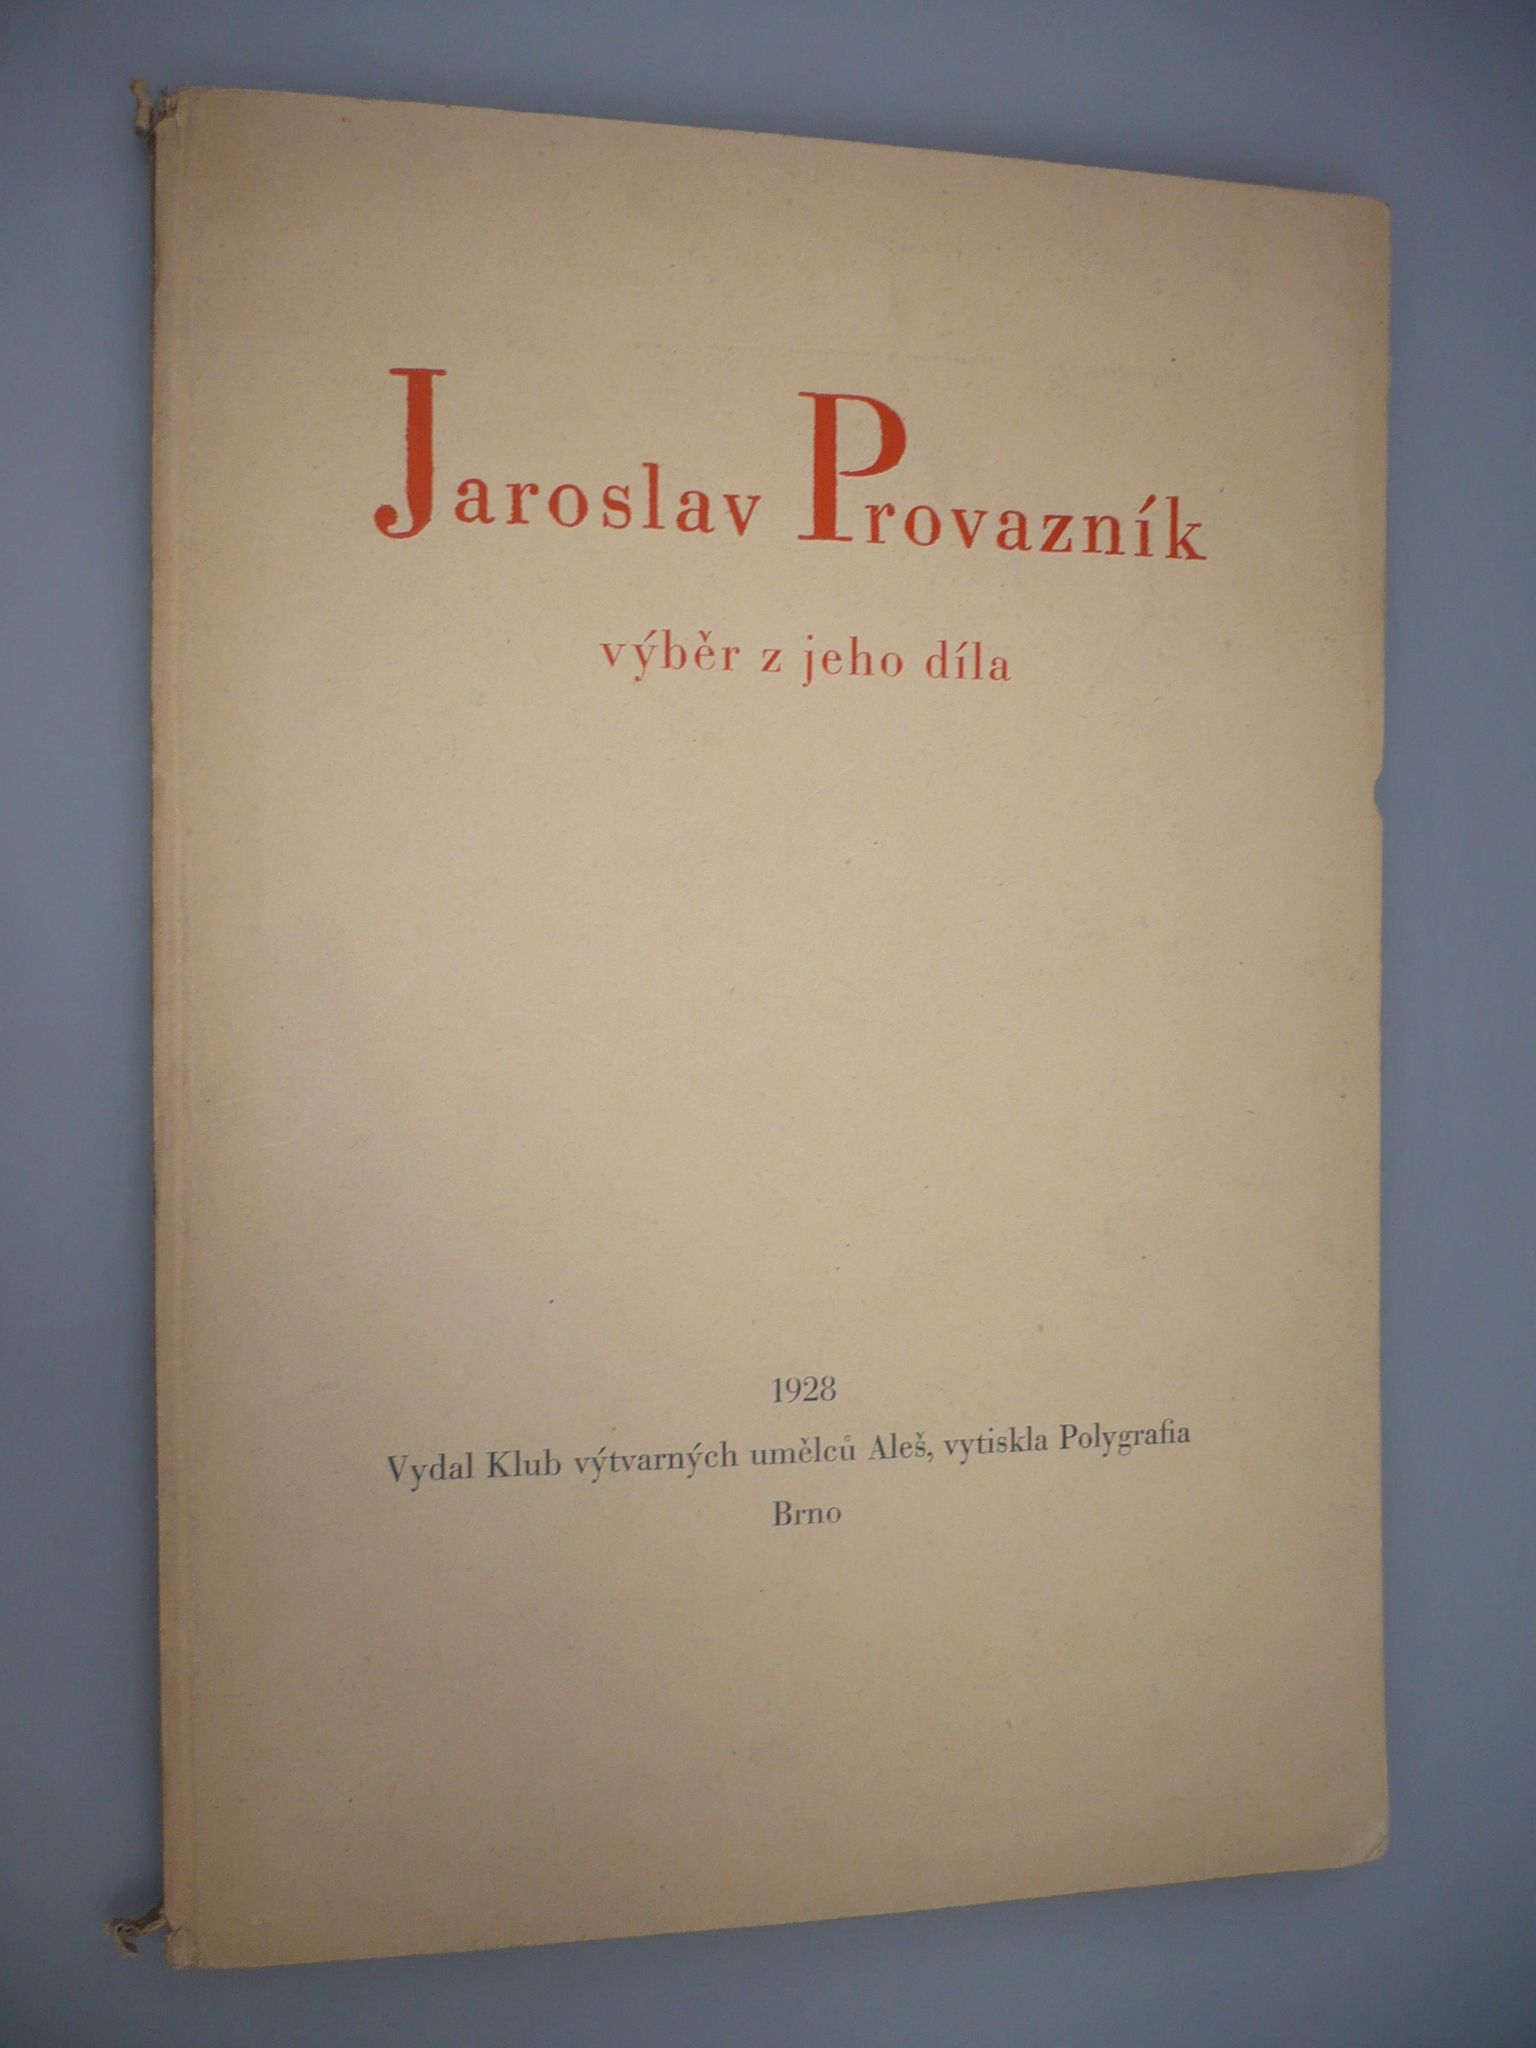 Jaroslav Provazník
výběr z jeho díla
1928
Vydal Klub výtvarných umělců Aleš, vytiskla Polygrafia
Brno